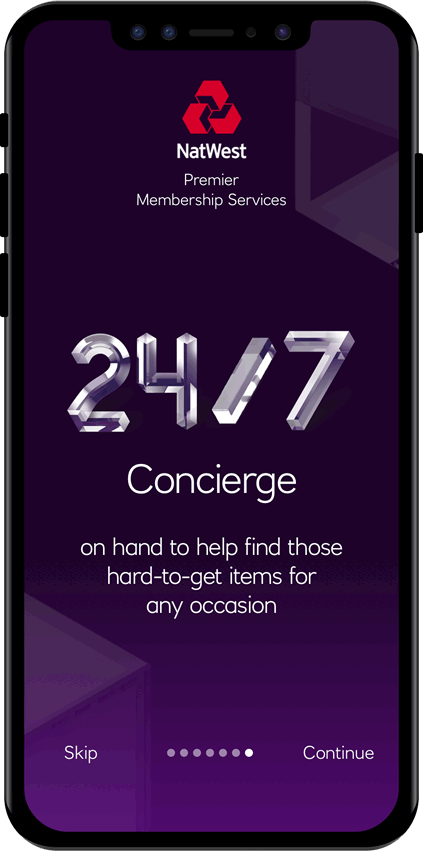 NatWest
Premier
Membership Services
24/7
Concierge
on hand to help find those
hard-to-get items for
any occasion
Skip
Continue